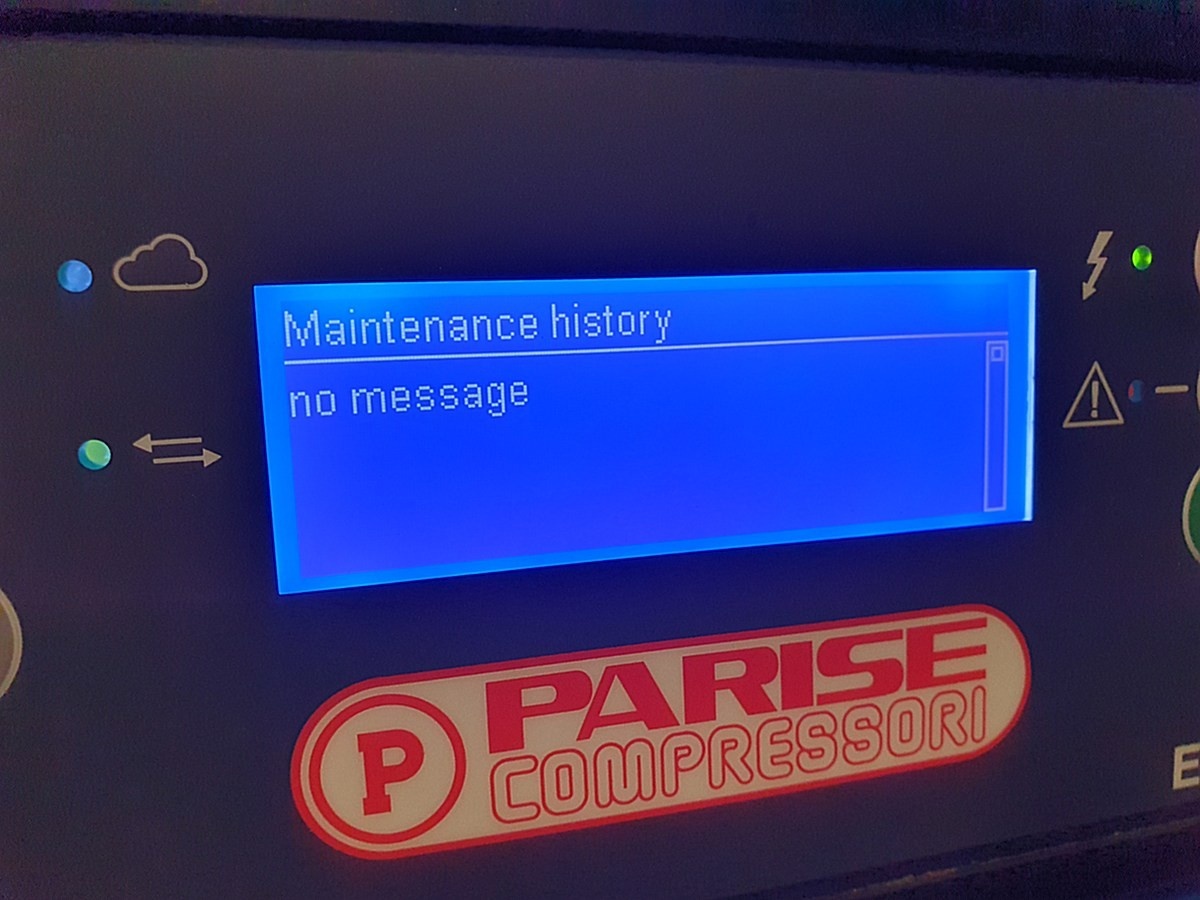 Maintenance history
no message
P
PARISE
COMPRESSORI
E